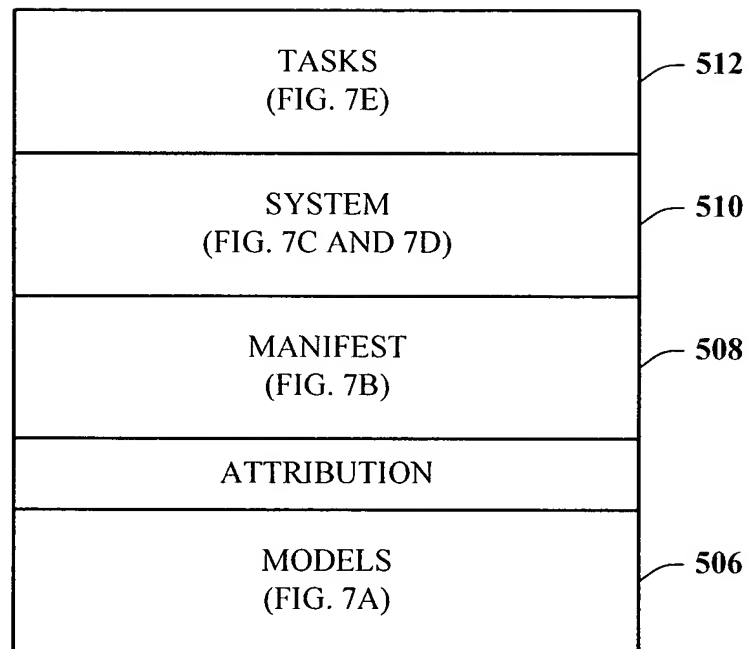 TASKS
(FIG. 7E)
512
SYSTEM
(FIG. 7C AND 7D)
510
MANIFEST
(FIG. 7B)
508
ATTRIBUTION
MODELS
(FIG. 7A)
506